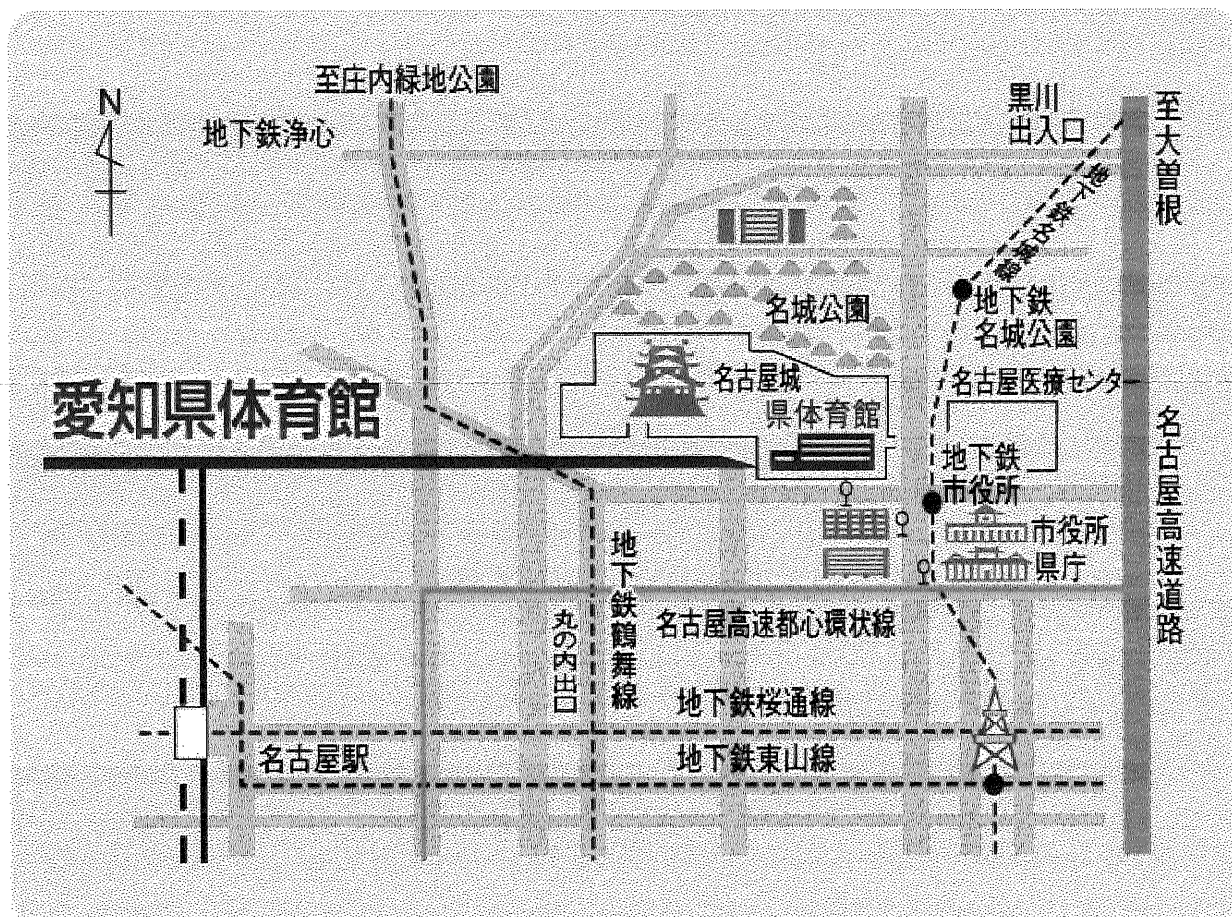 至庄内緑地公園
地下鉄浄心
N
黒川
出入口
至大曽根
地下鉄名城線
地下鉄
名城公園
名城公園
名古屋城
名古屋医療センター
愛知県体育館
県体育館
地下鉄
市役所
名古屋高速道路
市役所
県庁
地下鉄鶴舞線
丸の内出口
名古屋高速都心環状線
地下鉄桜通線
名古屋駅
地下鉄東山線